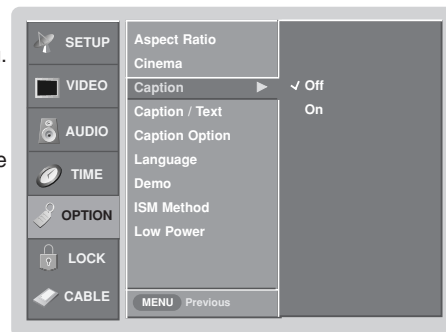 n.
e
SETUP
VIDEO
AUDIO
TIME
OPTION
LOCK
CABLE
Aspect Ratio
Cinema
Caption
Caption / Text
Caption Option
Language
Demo
ISM Method
Low Power
MENU Previous
✓ Off
On